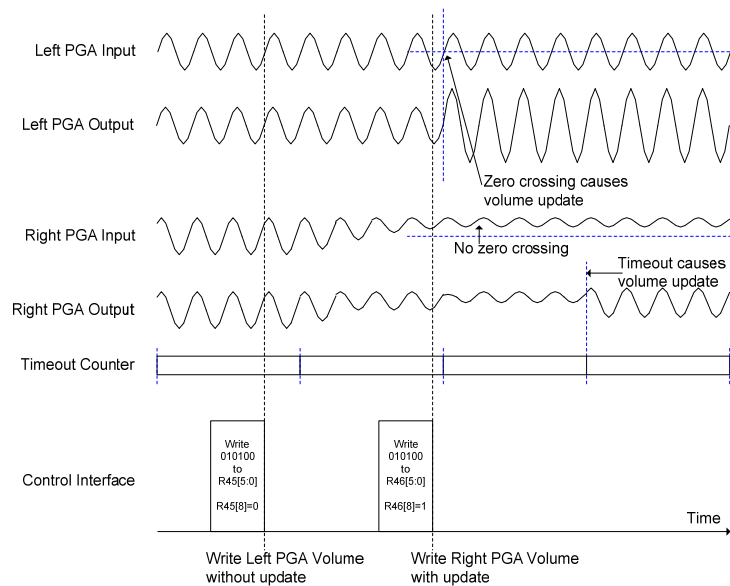 Left PGA Input
Left PGA Output
Zero crossing causes
volume update
Right PGA Input
No zero crossing
Timeout causes
volume update
Right PGA Output
Timeout Counter
Control Interface
Write
010100
to
R45[5:0]
R45[8]=0
Write
010100
to
R46[5:0]
R46[8]=1
Time
Write Left PGA Volume
without update
Write Right PGA Volume
with update